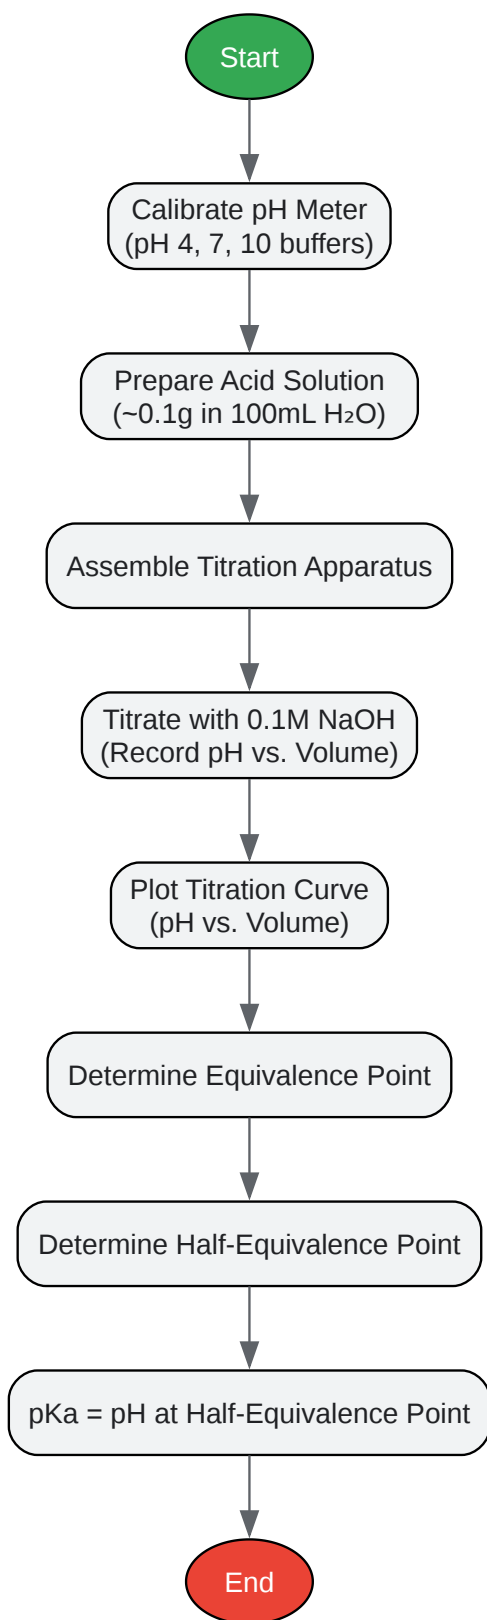 Start
Calibrate pH Meter
(pH 4, 7, 10 buffers)
Prepare Acid Solution
(~0.1g in 100mL H₂O)
Assemble Titration Apparatus
Titrate with 0.1M NaOH
(Record pH vs. Volume)
Plot Titration Curve
(pH vs. Volume)
Determine Equivalence Point
Determine Half-Equivalence Point
pKa = pH at Half-Equivalence Point
End